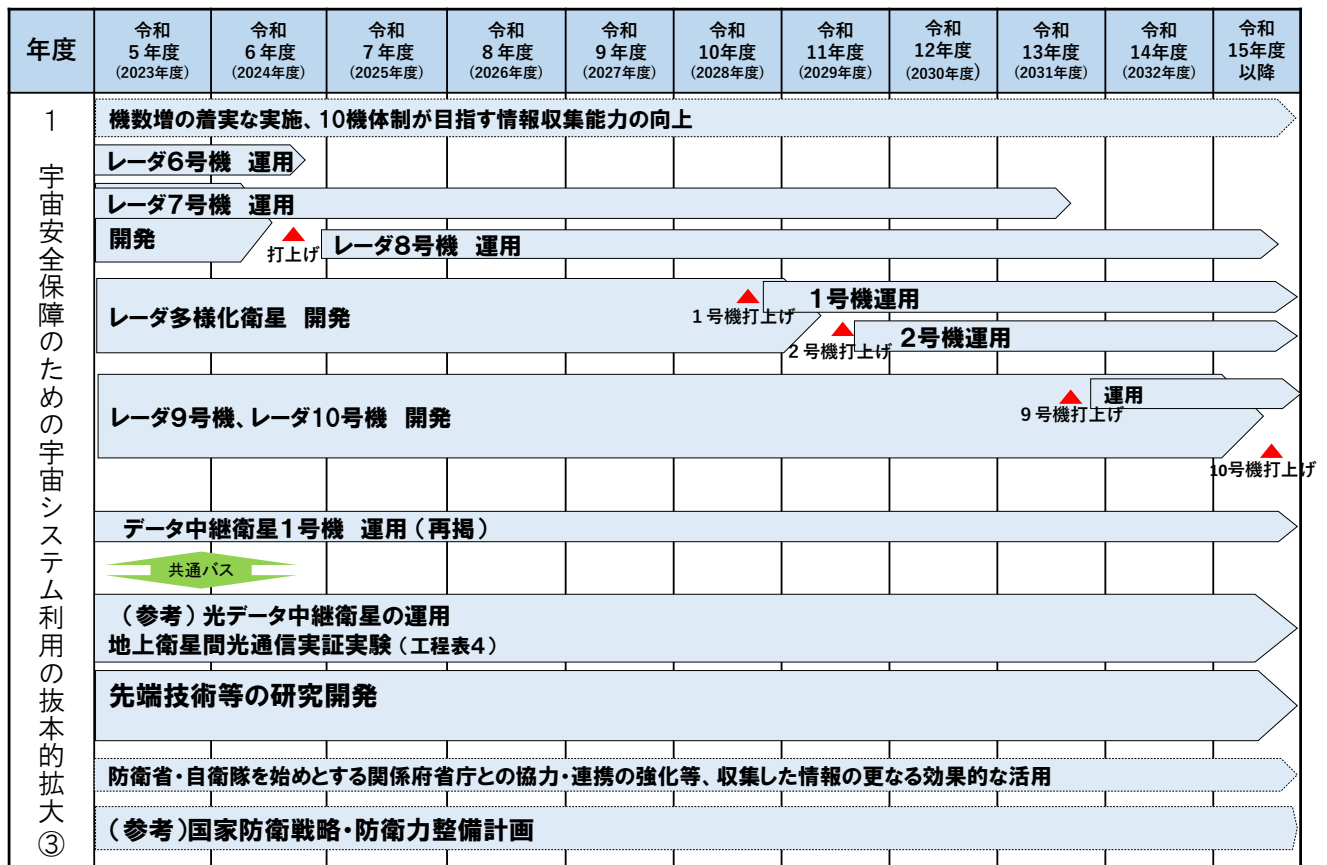 年度
令和
5年度
(2023年度)
令和
6年度
(2024年度)
令和
7年度
(2025年度)
令和
8年度
(2026年度)
令和
9年度
(2027年度)
令和
10年度
(2028年度)
令和
11年度
(2029年度)
令和
12年度
(2030年度)
令和
13年度
(2031年度)
令和
14年度
(2032年度)
令和
15年度
以降
1 宇宙安全保障のための宇宙システム利用の抜本的拡大③
機数増の着実な実施、10機体制が目指す情報収集能力の向上
レーダ6号機 運用
レーダ7号機 運用
開発
打上げ
レーダ8号機 運用
レーダ多様化衛星 開発
1号機打上げ
1号機運用
2号機打上げ
2号機運用
レーダ9号機、レーダ10号機 開発
9号機打上げ
運用
10号機打上げ
データ中継衛星1号機 運用(再掲)
共通バス
(参考)光データ中継衛星の運用
地上衛星間光通信実証実験(工程表4)
先端技術等の研究開発
防衛省・自衛隊を始めとする関係府省庁との協力・連携の強化等、収集した情報の更なる効果的な活用
(参考)国家防衛戦略・防衛力整備計画